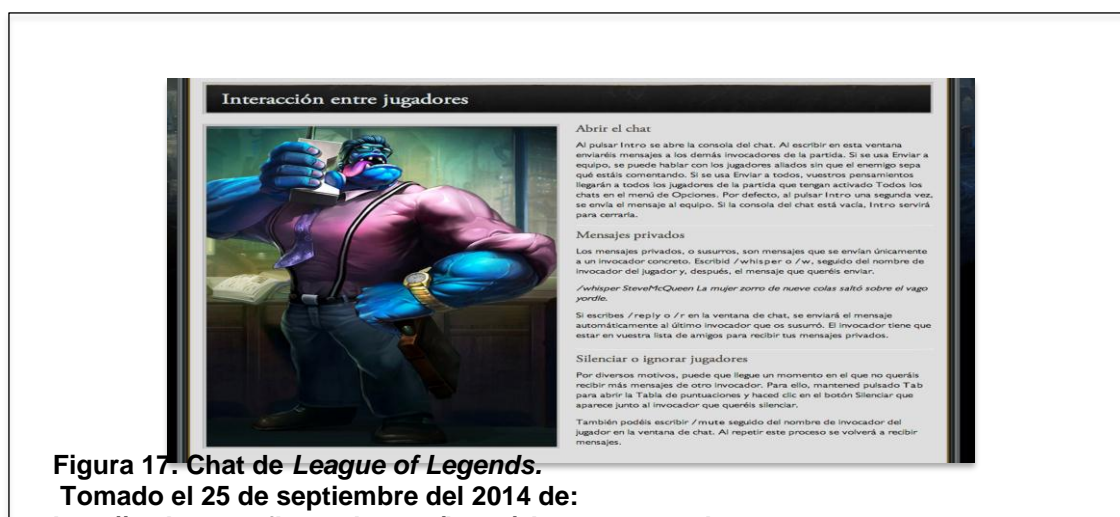 Interacción entre jugadores
Abrir el chat
Al pulsar Intro se abre la consola del chat. Al escribir en esta ventana
enviaréis mensajes a los demás invocadores de la partida. Si se usa Enviar a
equipo, se puede hablar con los jugadores aliados sin que el enemigo sepa
qué estáis comentando. Si se usa Enviar a todos, vuestros pensamientos
llegarán a todos los jugadores de la partida que tengan activado Todos los
chats en el menú de Opciones. Por defecto, al pulsar Intro una segunda vez,
se envía el mensaje al equipo. Si la consola del chat está vacía, Intro servirá
para cerrarla.
Mensajes privados
Los mensajes privados, o susurros, son mensajes que se envían únicamente
a un invocador concreto. Escribid /whisper o /w, seguido del nombre de
invocador del jugador y, después, el mensaje que queréis enviar.
/whisper SteveMcQueen La mujer zorro de nueve colas saltó sobre el vago
yordle.
Si escribes /reply o /r en la ventana de chat, se enviará el mensaje
automáticamente al último invocador que os susurró. El invocador tiene que
estar en vuestra lista de amigos para recibir tus mensajes privados.
Silenciar o ignorar jugadores
Por diversos motivos, puede que llegue un momento en el que no queráis
recibir más mensajes de otro invocador. Para ello, mantened pulsado Tab
para abrir la Tabla de puntuaciones y haced clic en el botón Silenciar que
aparece junto al invocador que queréis silenciar.
También podéis escribir /mute seguido del nombre de invocador del
jugador en la ventana de chat. Al repetir este proceso se volverá a recibir
mensajes.
Figura 17. Chat de League of Legends.
Tomado el 25 de septiembre del 2014 de: